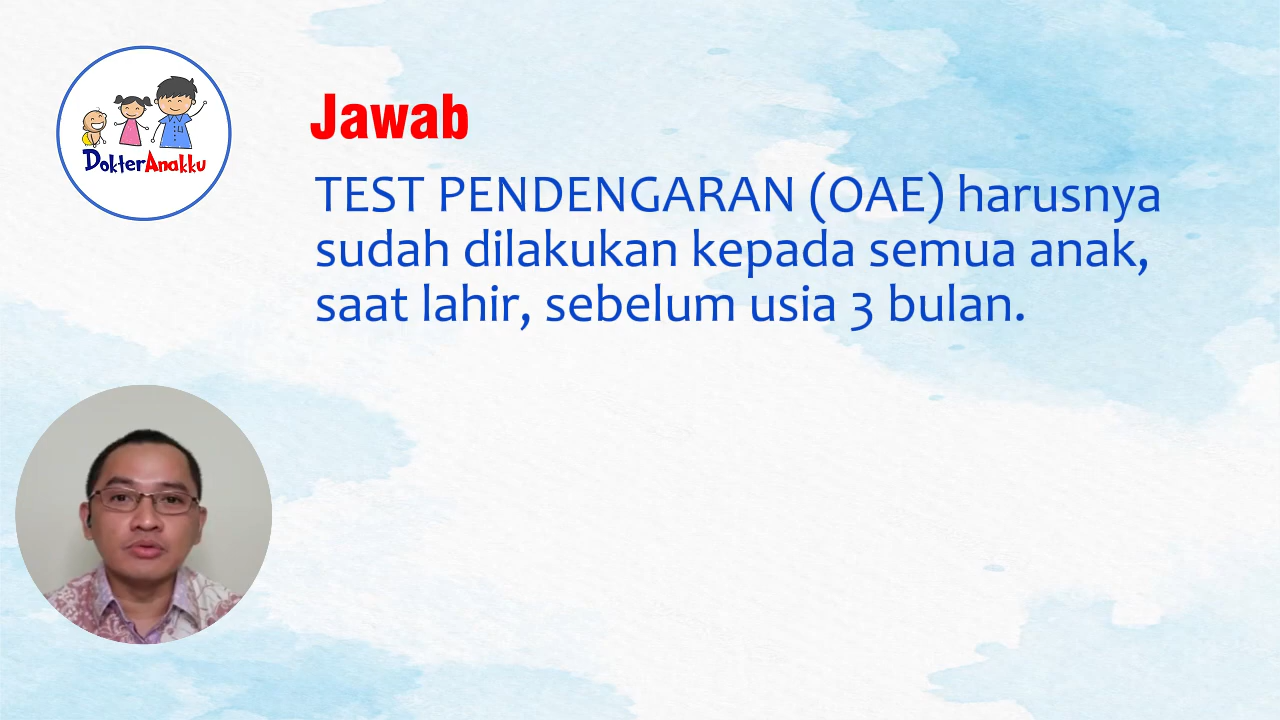 DokterAnakku
Jawab
TEST PENDENGARAN (OAE) harusnya
sudah dilakukan kepada semua anak,
saat lahir, sebelum usia 3 bulan.